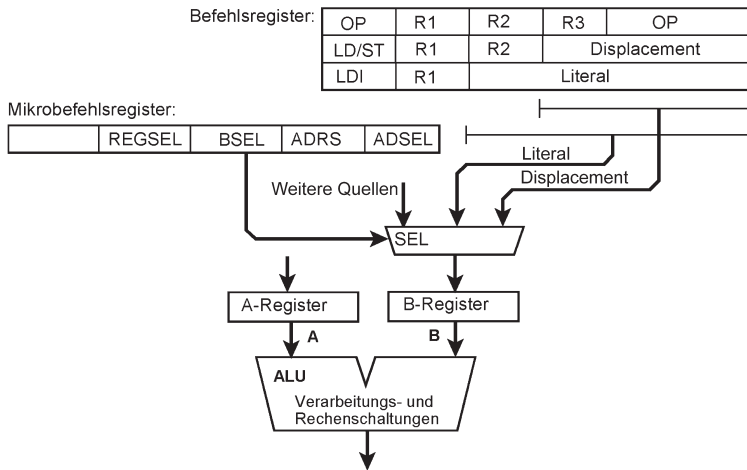 Befehlsregister:
OP R1 R2 R3 OP
LD/ST R1 R2 Displacement
LDI R1 Literal
Mikrobefehlsregister:
REGSEL BSEL ADRS ADSEL
Literal
Displacement
Weitere Quellen
SEL
A-Register B-Register
A B
ALU
Verarbeitungs- und
Rechenschaltungen